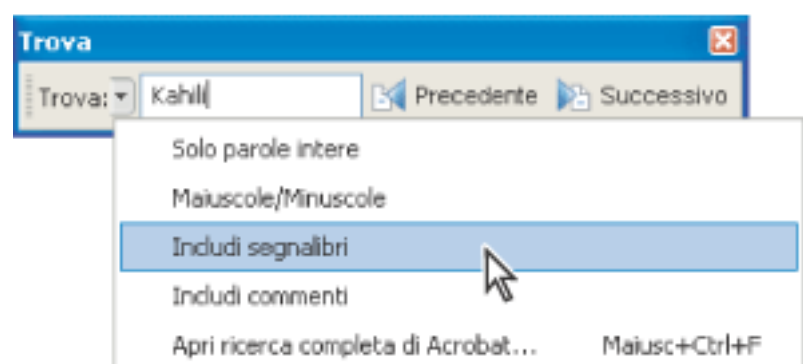 Trova
Trova: Kahili Precedente Successivo
Solo parole intere
Maiuscole/Minuscole
Includi segnalibri
Includi commenti
Apri ricerca completa di Acrobat... Maiusc+Ctrl+F